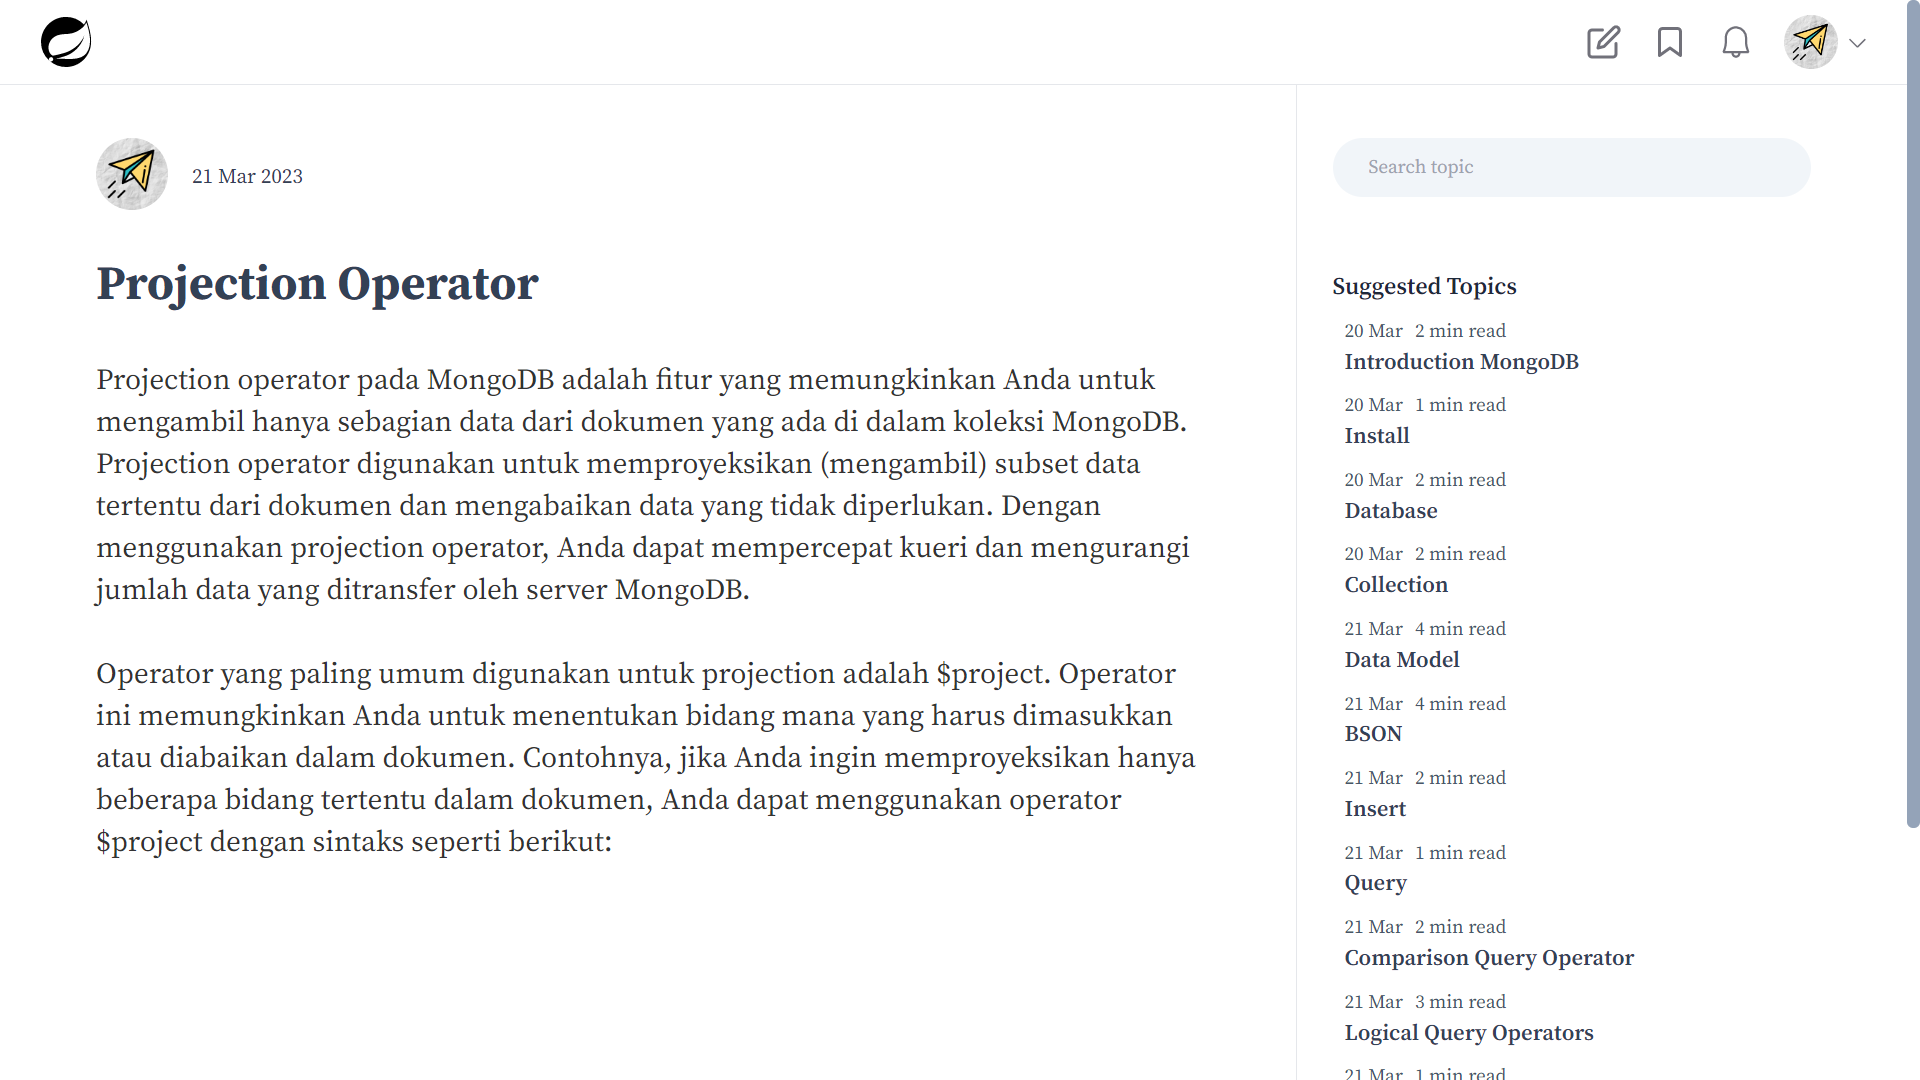 21 Mar 2023
Projection Operator
Projection operator pada MongoDB adalah fitur yang memungkinkan Anda untuk
mengambil hanya sebagian data dari dokumen yang ada di dalam koleksi MongoDB.
Projection operator digunakan untuk memproyeksikan (mengambil) subset data
tertentu dari dokumen dan mengabaikan data yang tidak diperlukan. Dengan
menggunakan projection operator, Anda dapat mempercepat kueri dan mengurangi
jumlah data yang ditransfer oleh server MongoDB.
Operator yang paling umum digunakan untuk projection adalah $project. Operator
ini memungkinkan Anda untuk menentukan bidang mana yang harus dimasukkan
atau diabaikan dalam dokumen. Contohnya, jika Anda ingin memproyeksikan hanya
beberapa bidang tertentu dalam dokumen, Anda dapat menggunakan operator
$project dengan sintaks seperti berikut:
Search topic
Suggested Topics
20 Mar 2 min read
Introduction MongoDB
20 Mar 1 min read
Install
20 Mar 2 min read
Database
20 Mar 2 min read
Collection
21 Mar 4 min read
Data Model
21 Mar 4 min read
BSON
21 Mar 2 min read
Insert
21 Mar 1 min read
Query
21 Mar 2 min read
Comparison Query Operator
21 Mar 3 min read
Logical Query Operators
21 Mar 1 min read